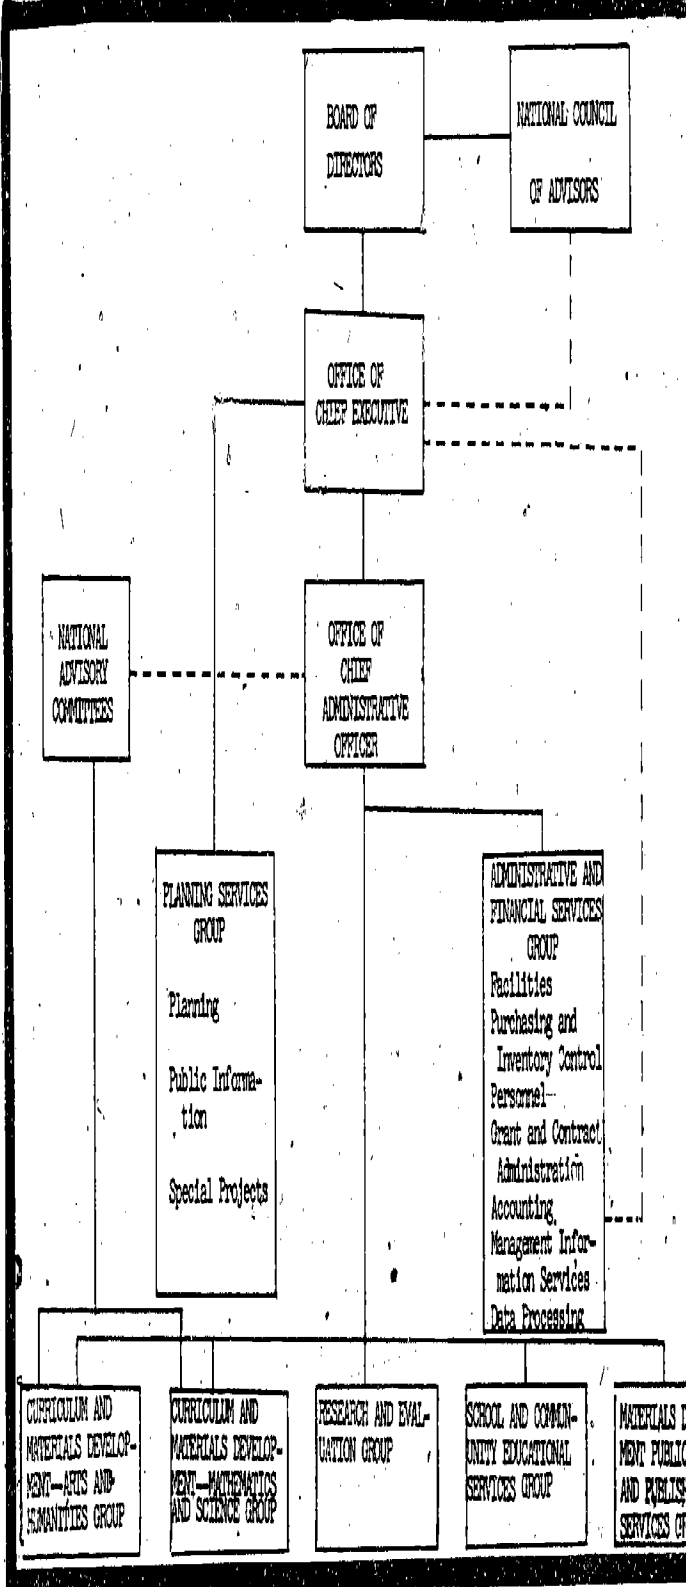 BOARD OF
DIRECTORS
NATIONAL COUNCIL
OF ADVISORS
OFFICE OF
CHIEF EXECUTIVE
NATIONAL
ADVISORY
COMMITTEES
OFFICE OF
CHIEF
ADMINISTRATIVE
OFFICER
PLANNING SERVICES
GROUP
Planning
Public Informa-
tion
Special Projects
ADMINISTRATIVE AND
FINANCIAL SERVICES
GROUP
Facilities
Purchasing and
Inventory Control
Personnel
Grant and Contract
Administration
Accounting
Management Infor-
mation Services
Data Processing
CURRICULUM AND
MATERIALS DEVELOP-
MENT—ARTS AND
HUMANITIES GROUP
CURRICULUM AND
MATERIALS DEVELOP-
MENT—MATHEMATICS
AND SCIENCE GROUP
RESEARCH AND EVAL-
UATION GROUP
SCHOOL AND COMMUN-
ITY EDUCATIONAL
SERVICES GROUP
MATERIALS D
MENT PUBLIC
AND PUBLIS
SERVICES GR